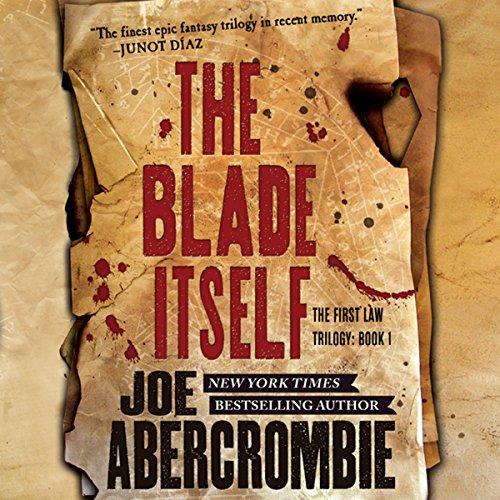 "The finest epic fantasy trilogy in recent memory."
—JUNOT DÍAZ
THE
BLADE
ITSELF
THE FIRST LAW
TRILOGY: BOOK 1
JOE
NEW YORK TIMES
BESTSELLING AUTHOR
ABERCROMBIE